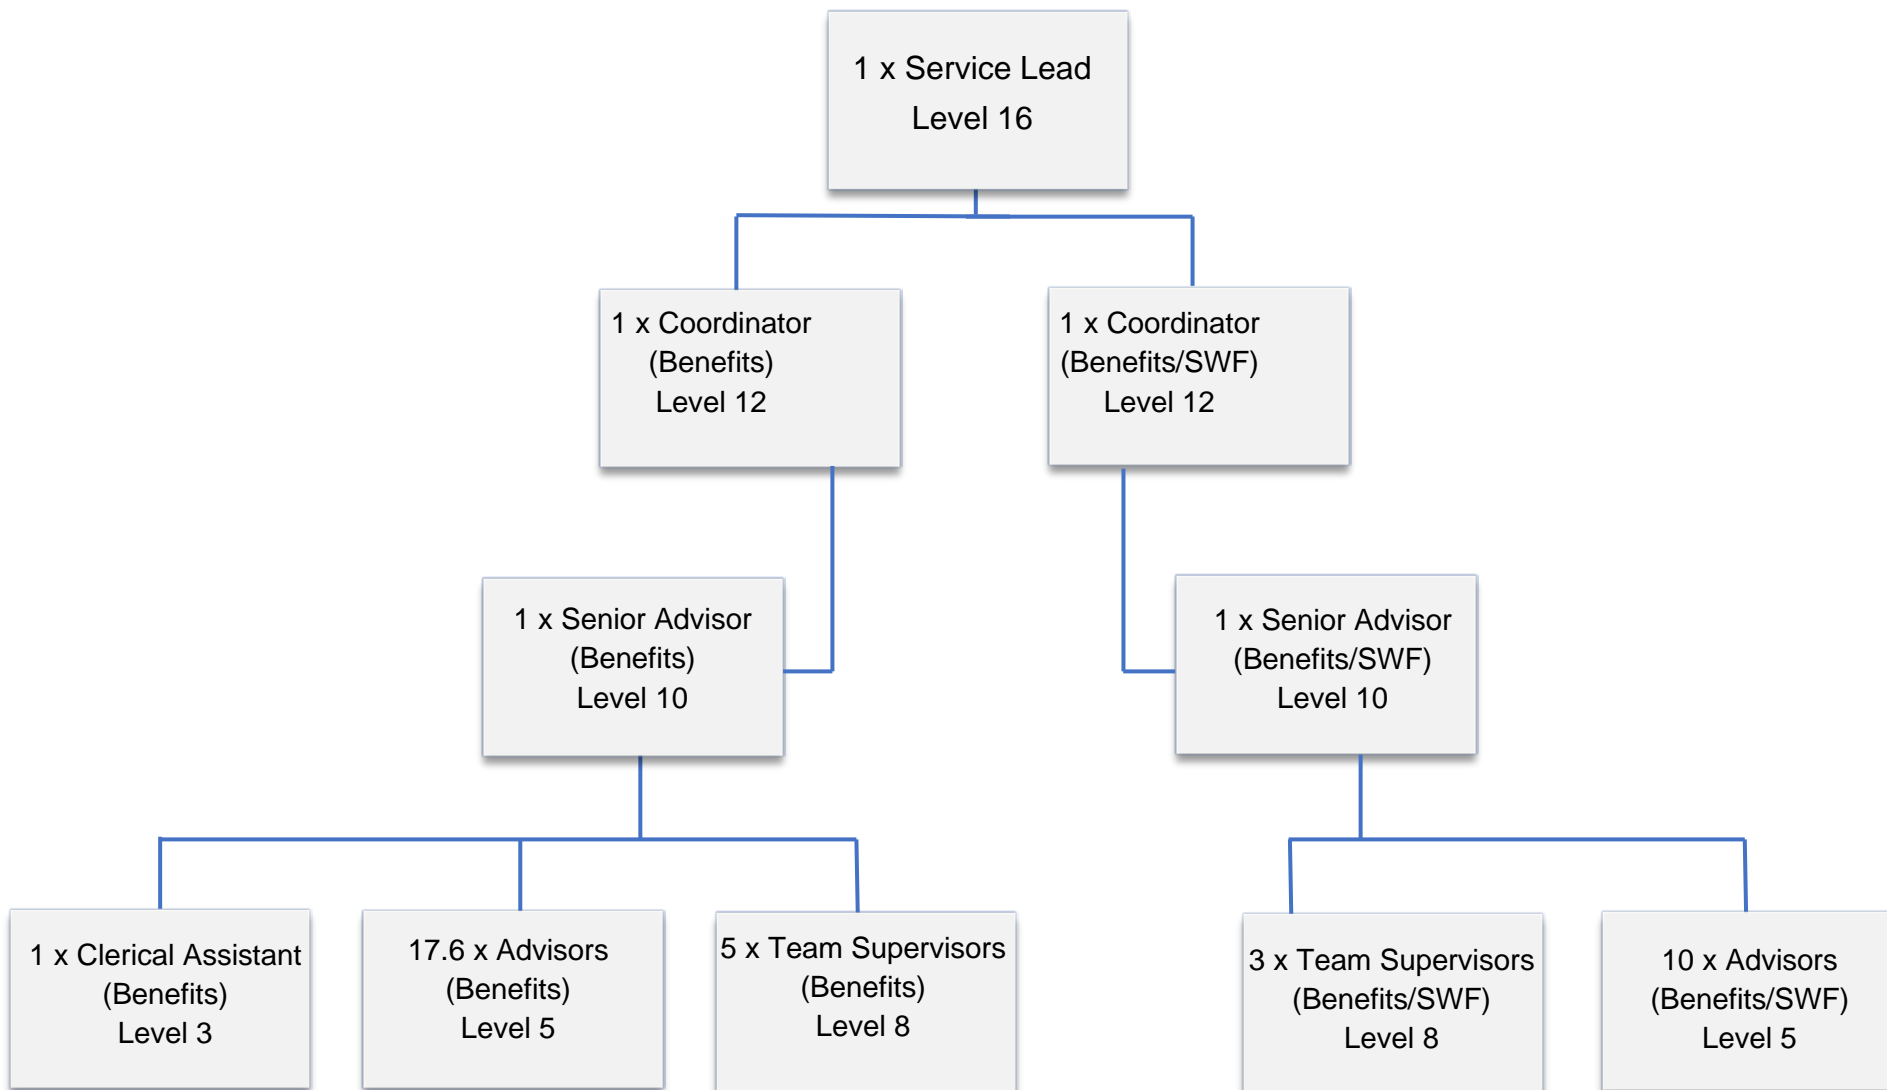 1 x Service Lead
Level 16
1 x Coordinator
(Benefits)
Level 12
1 x Coordinator
(Benefits/SWF)
Level 12
1 x Senior Advisor
(Benefits)
Level 10
1 x Senior Advisor
(Benefits/SWF)
Level 10
1 x Clerical Assistant
(Benefits)
Level 3
17.6 x Advisors
(Benefits)
Level 5
5 x Team Supervisors
(Benefits)
Level 8
3 x Team Supervisors
(Benefits/SWF)
Level 8
10 x Advisors
(Benefits/SWF)
Level 5